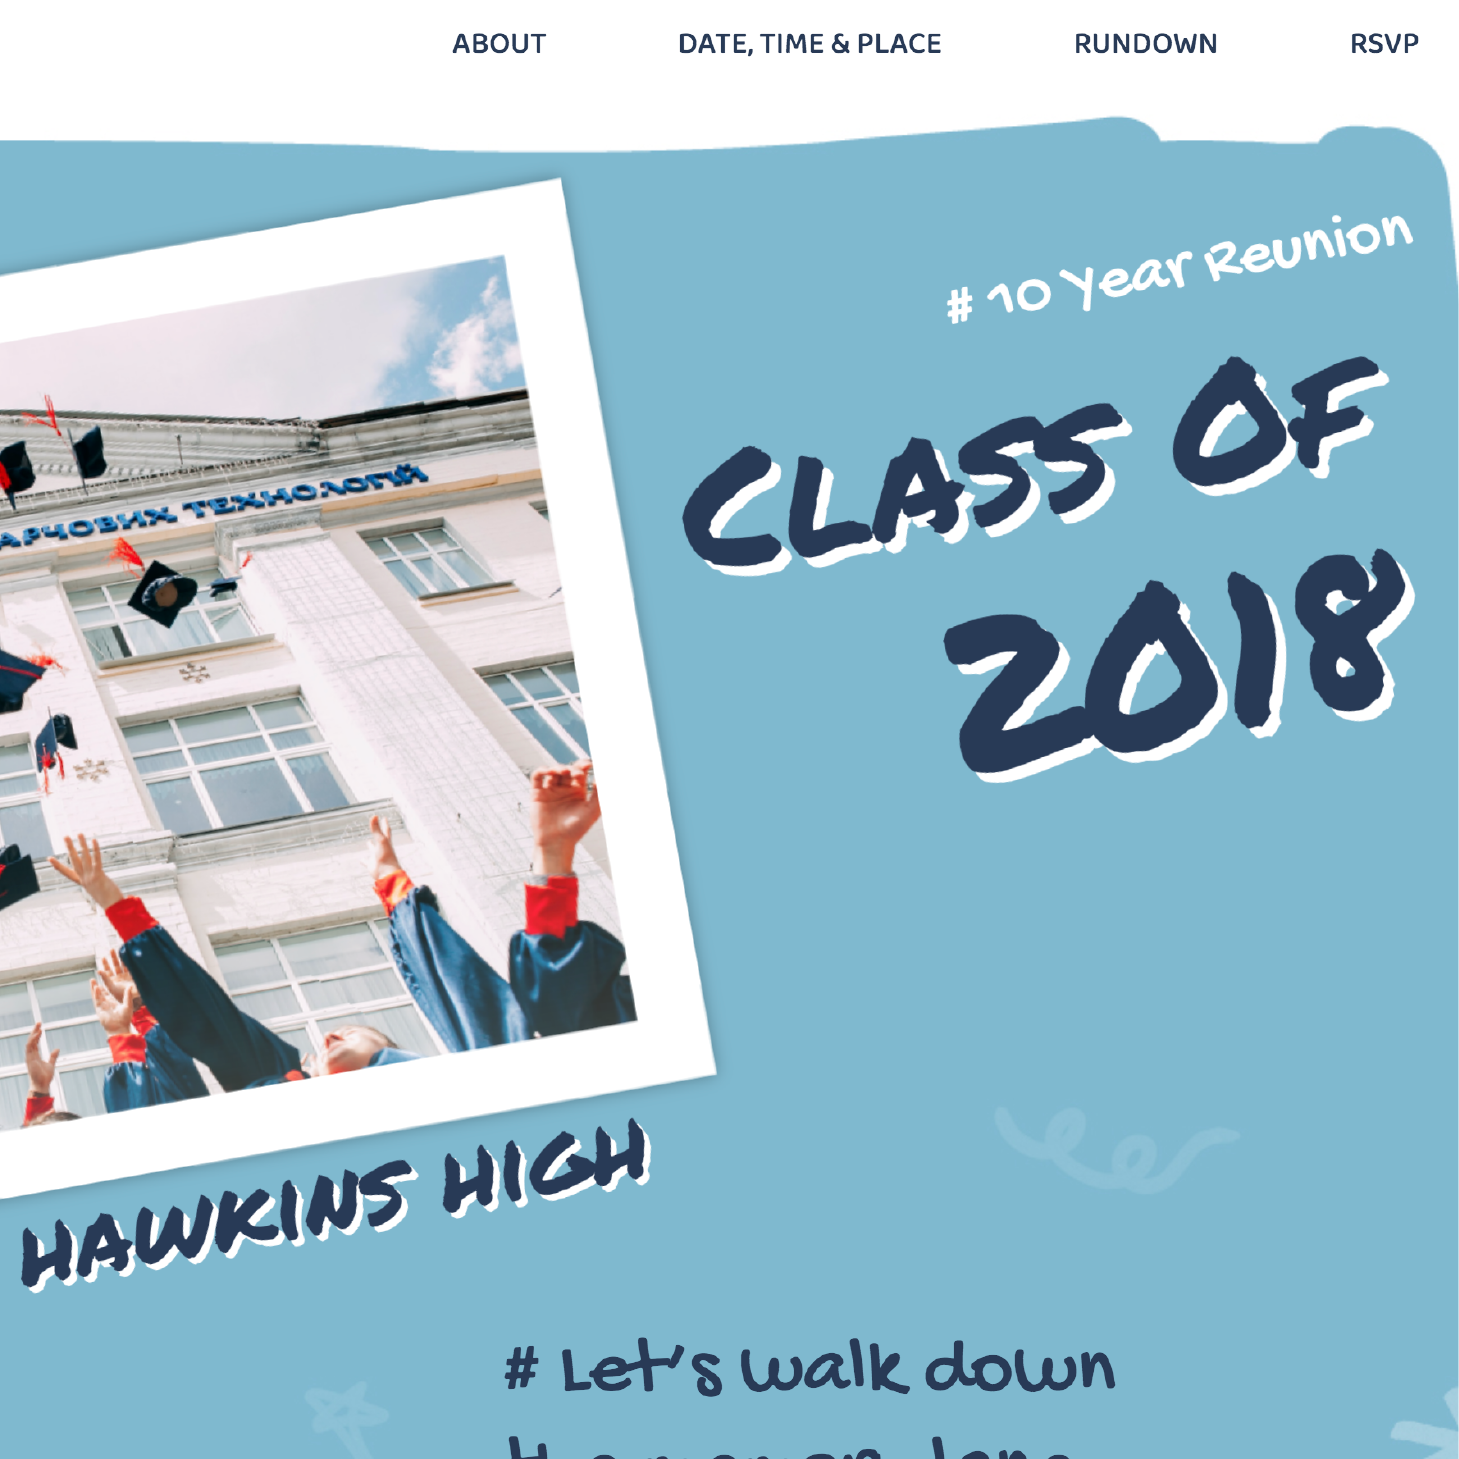 ABOUT DATE, TIME & PLACE RUNDOWN RSVP
# 10 Year Reunion
CLASS OF
2018
АРЧОВИХ ТЕХНОЛОГІЙ
HAWKINS HIGH
# Let's walk down